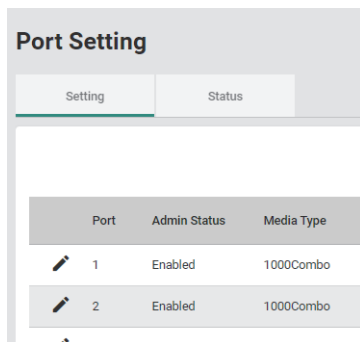 Port Setting
Setting Status
Port Admin Status Media Type
1 Enabled 1000Combo
2 Enabled 1000Combo